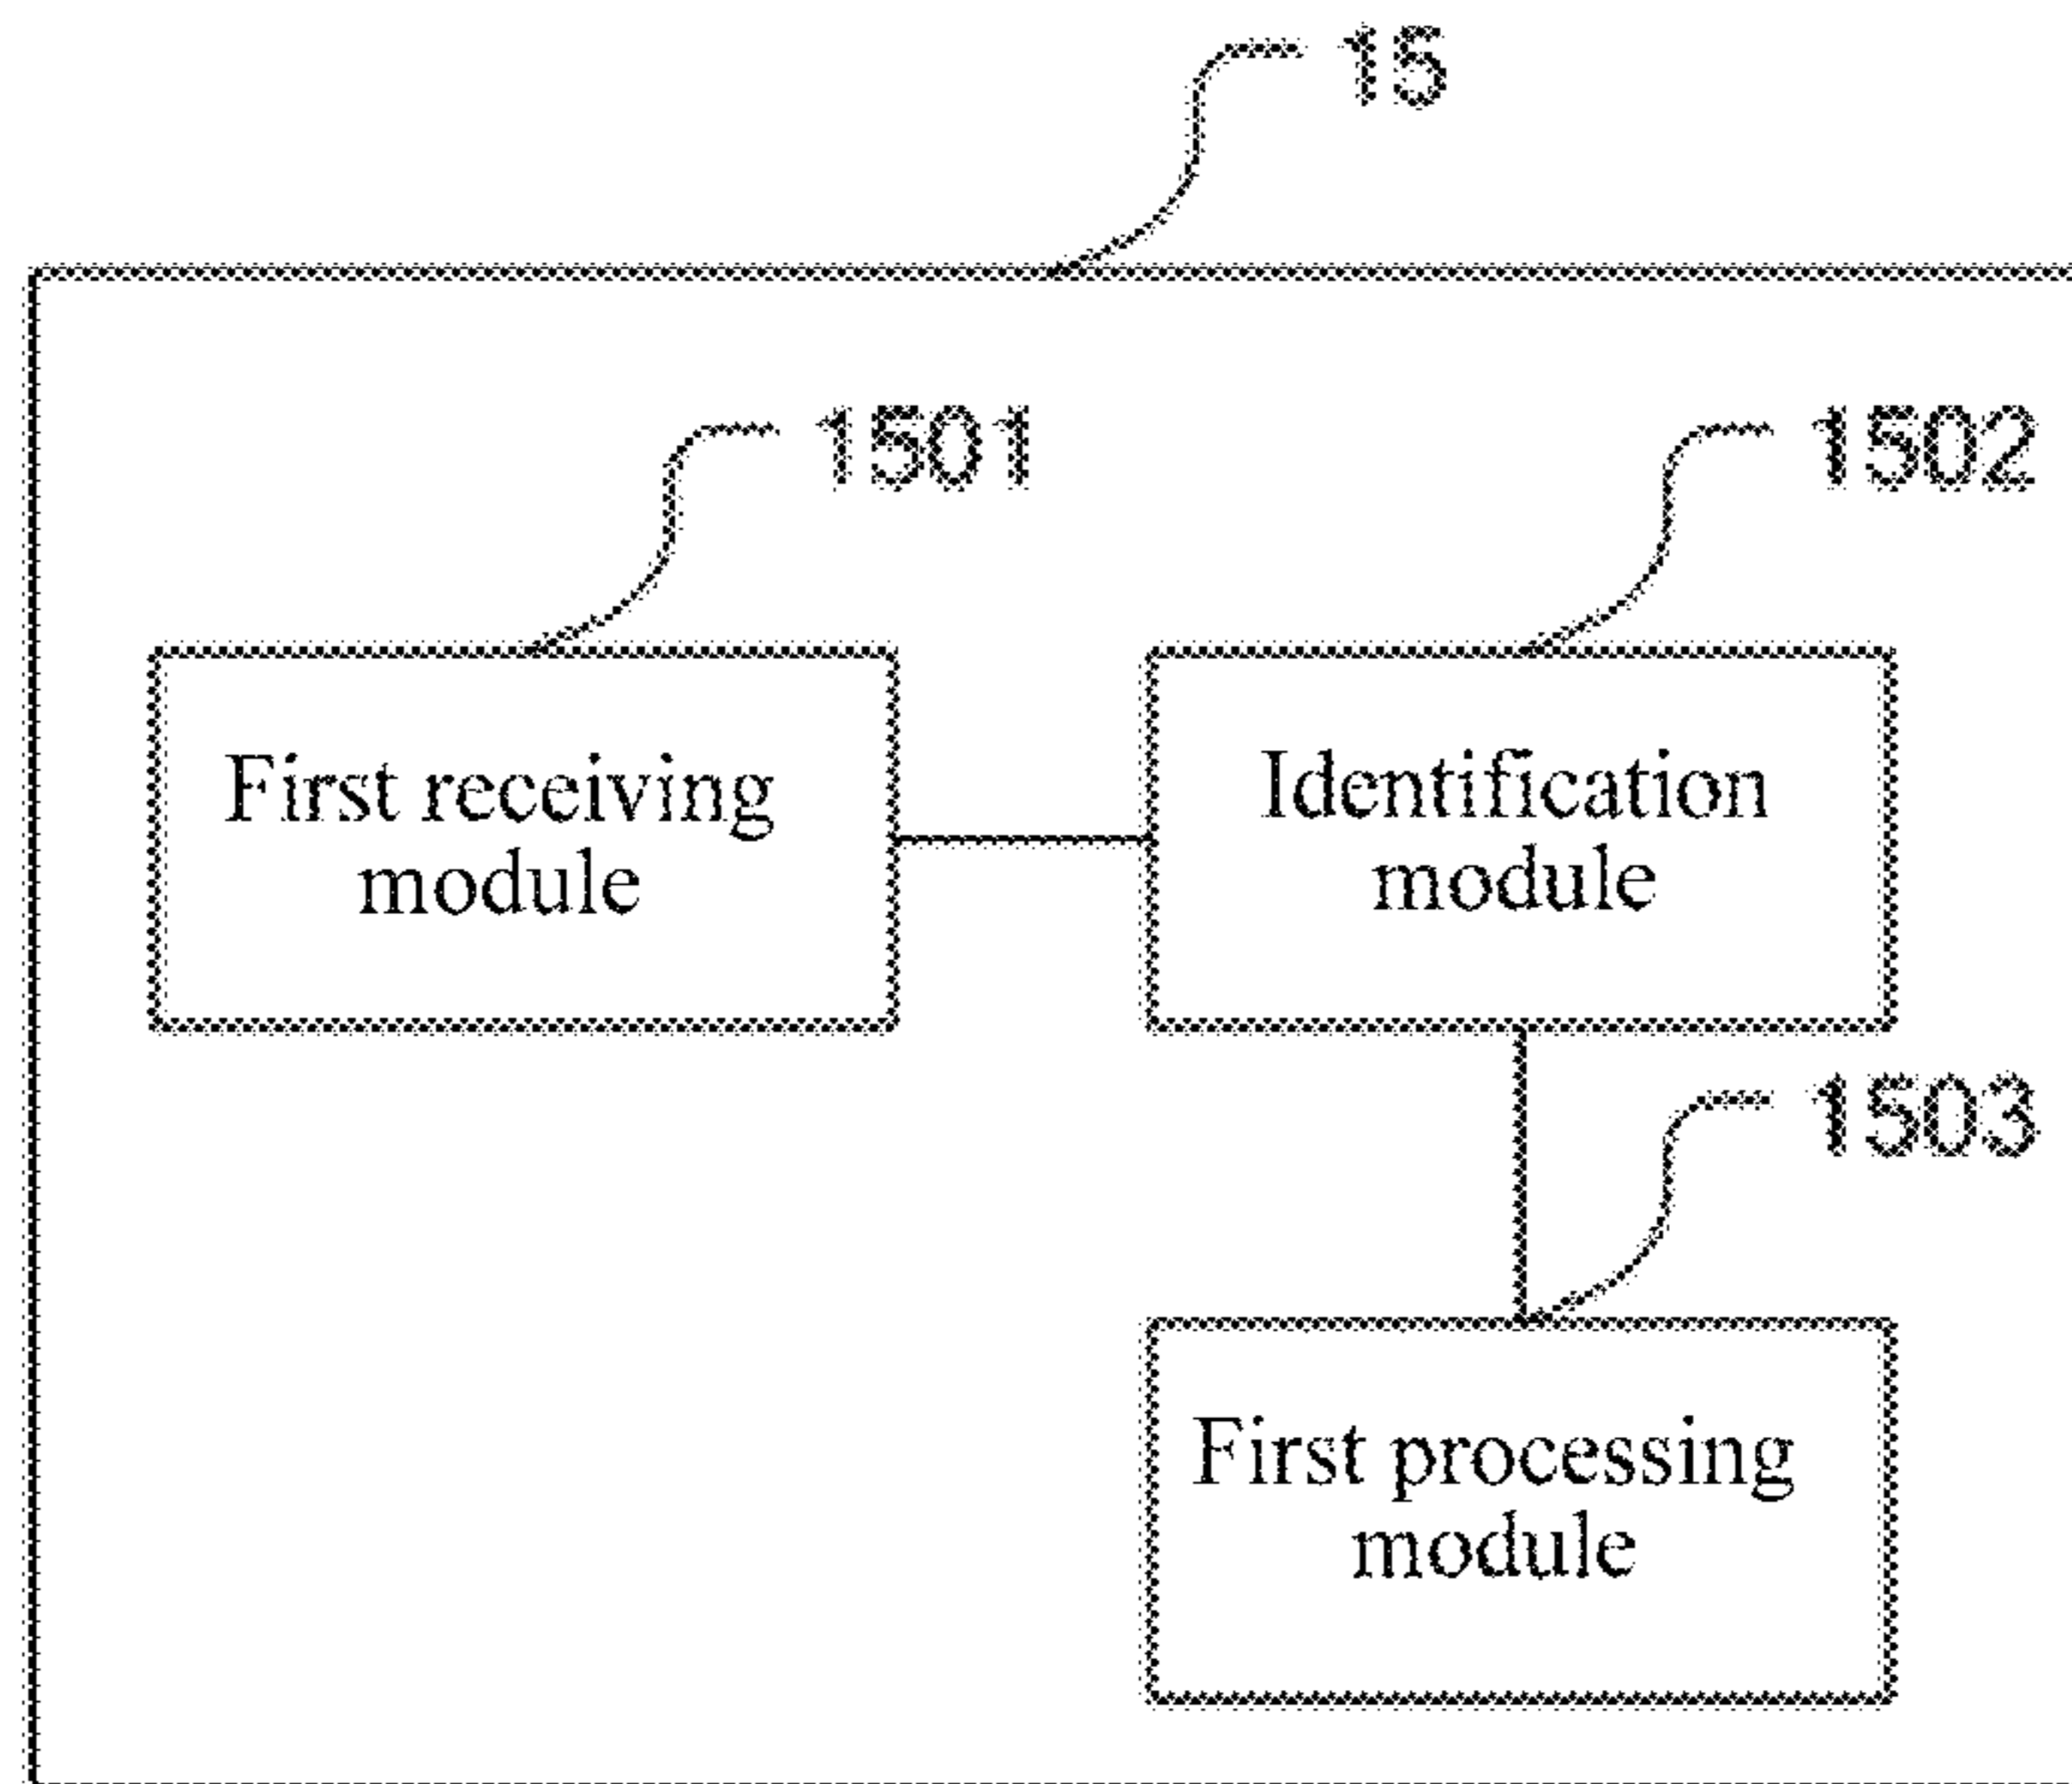 15
1501
1502
First receiving
module
Identification
module
1503
First processing
module